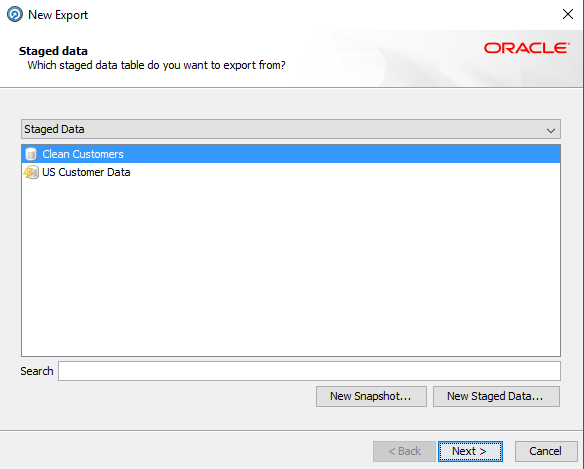 New Export
Staged data
Which staged data table do you want to export from?
ORACLE
Staged Data
Clean Customers
US Customer Data
Search
New Snapshot...
New Staged Data...
< Back
Next >
Cancel